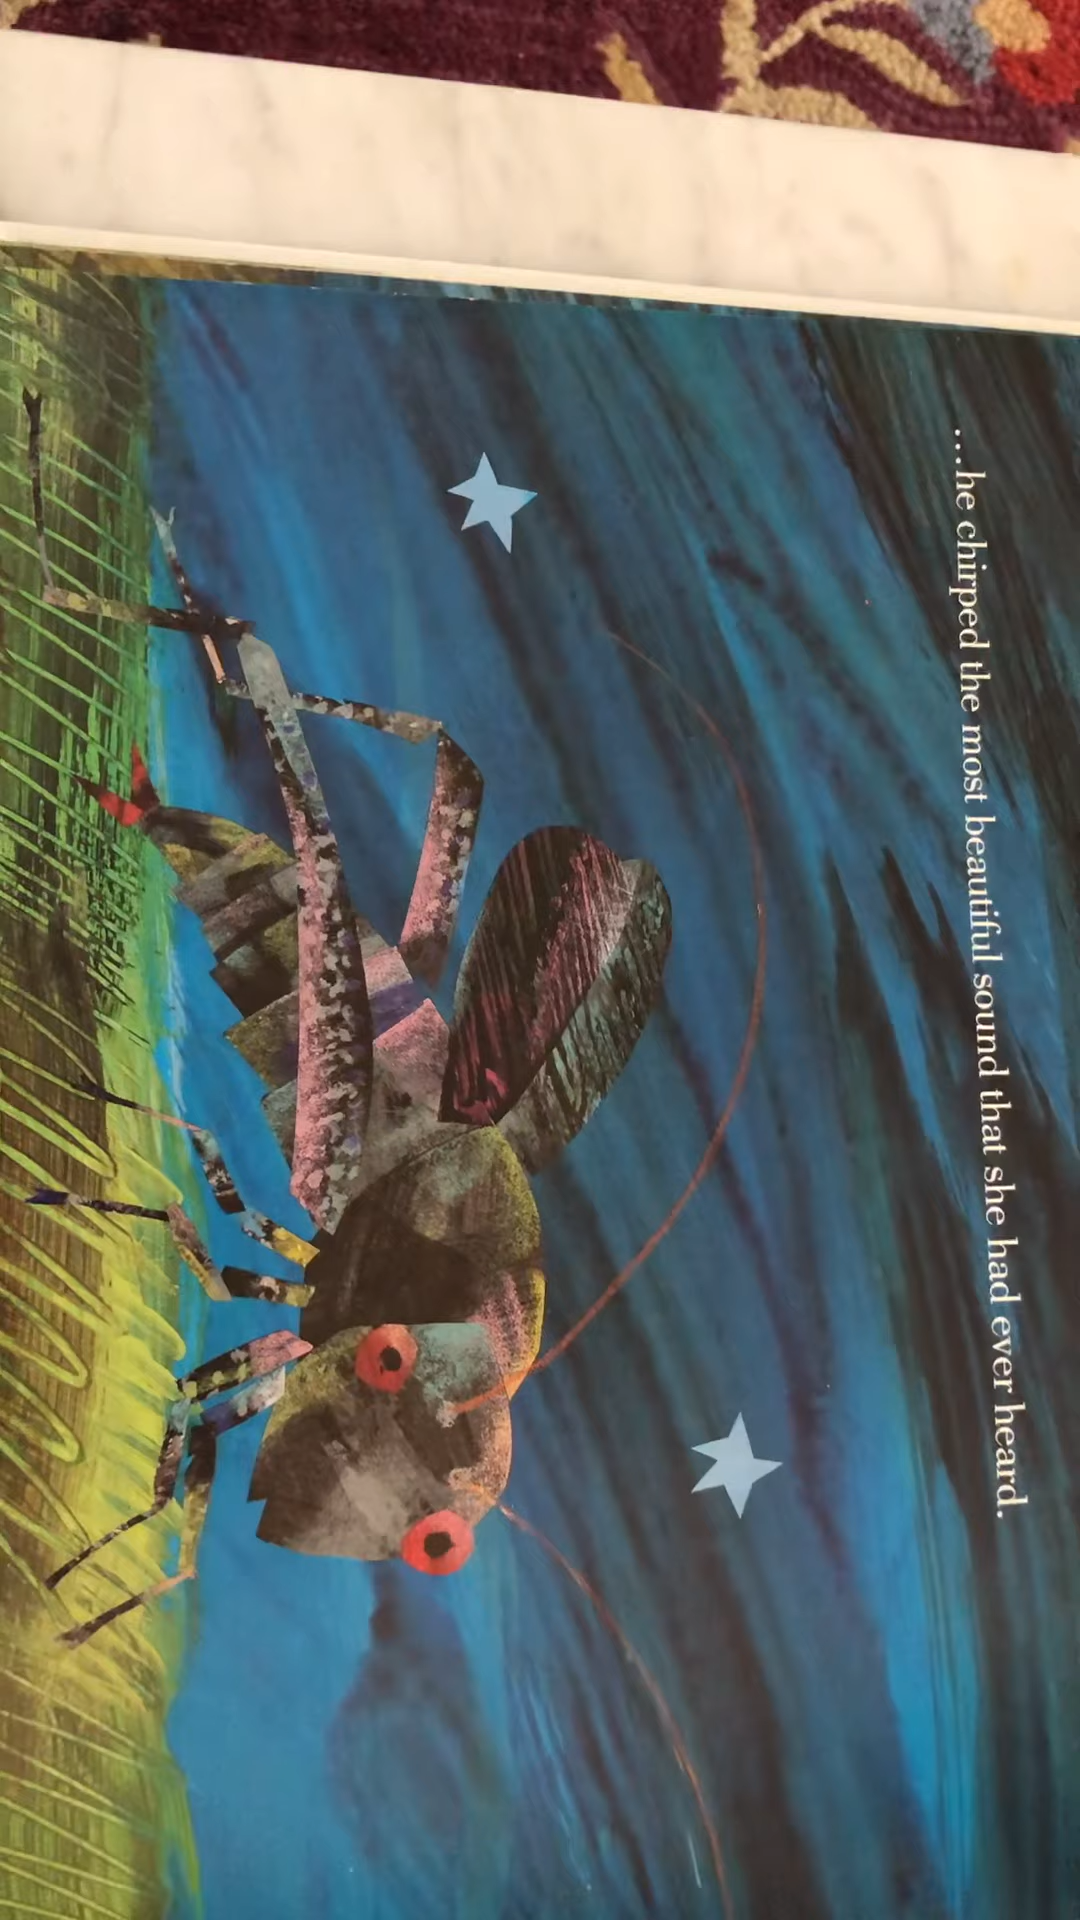 ....he chirped the most beautiful sound that she had ever heard.